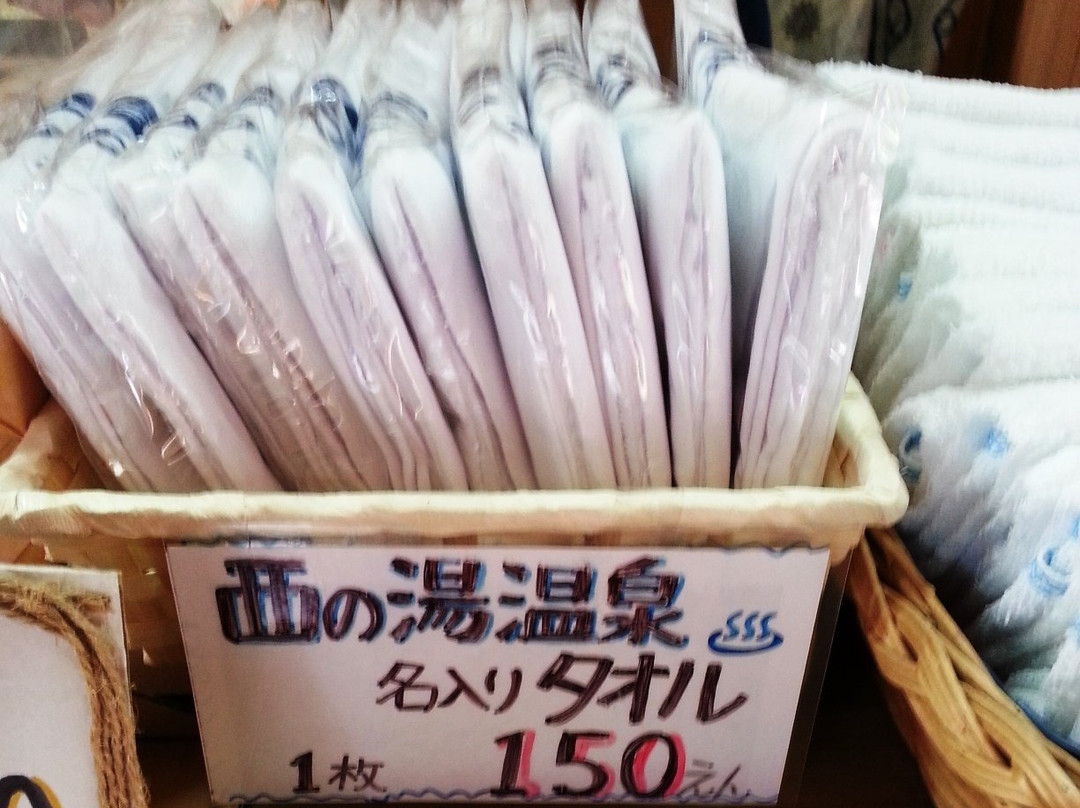 西の湯温泉 ♨
名入り タオル
1枚 150えん